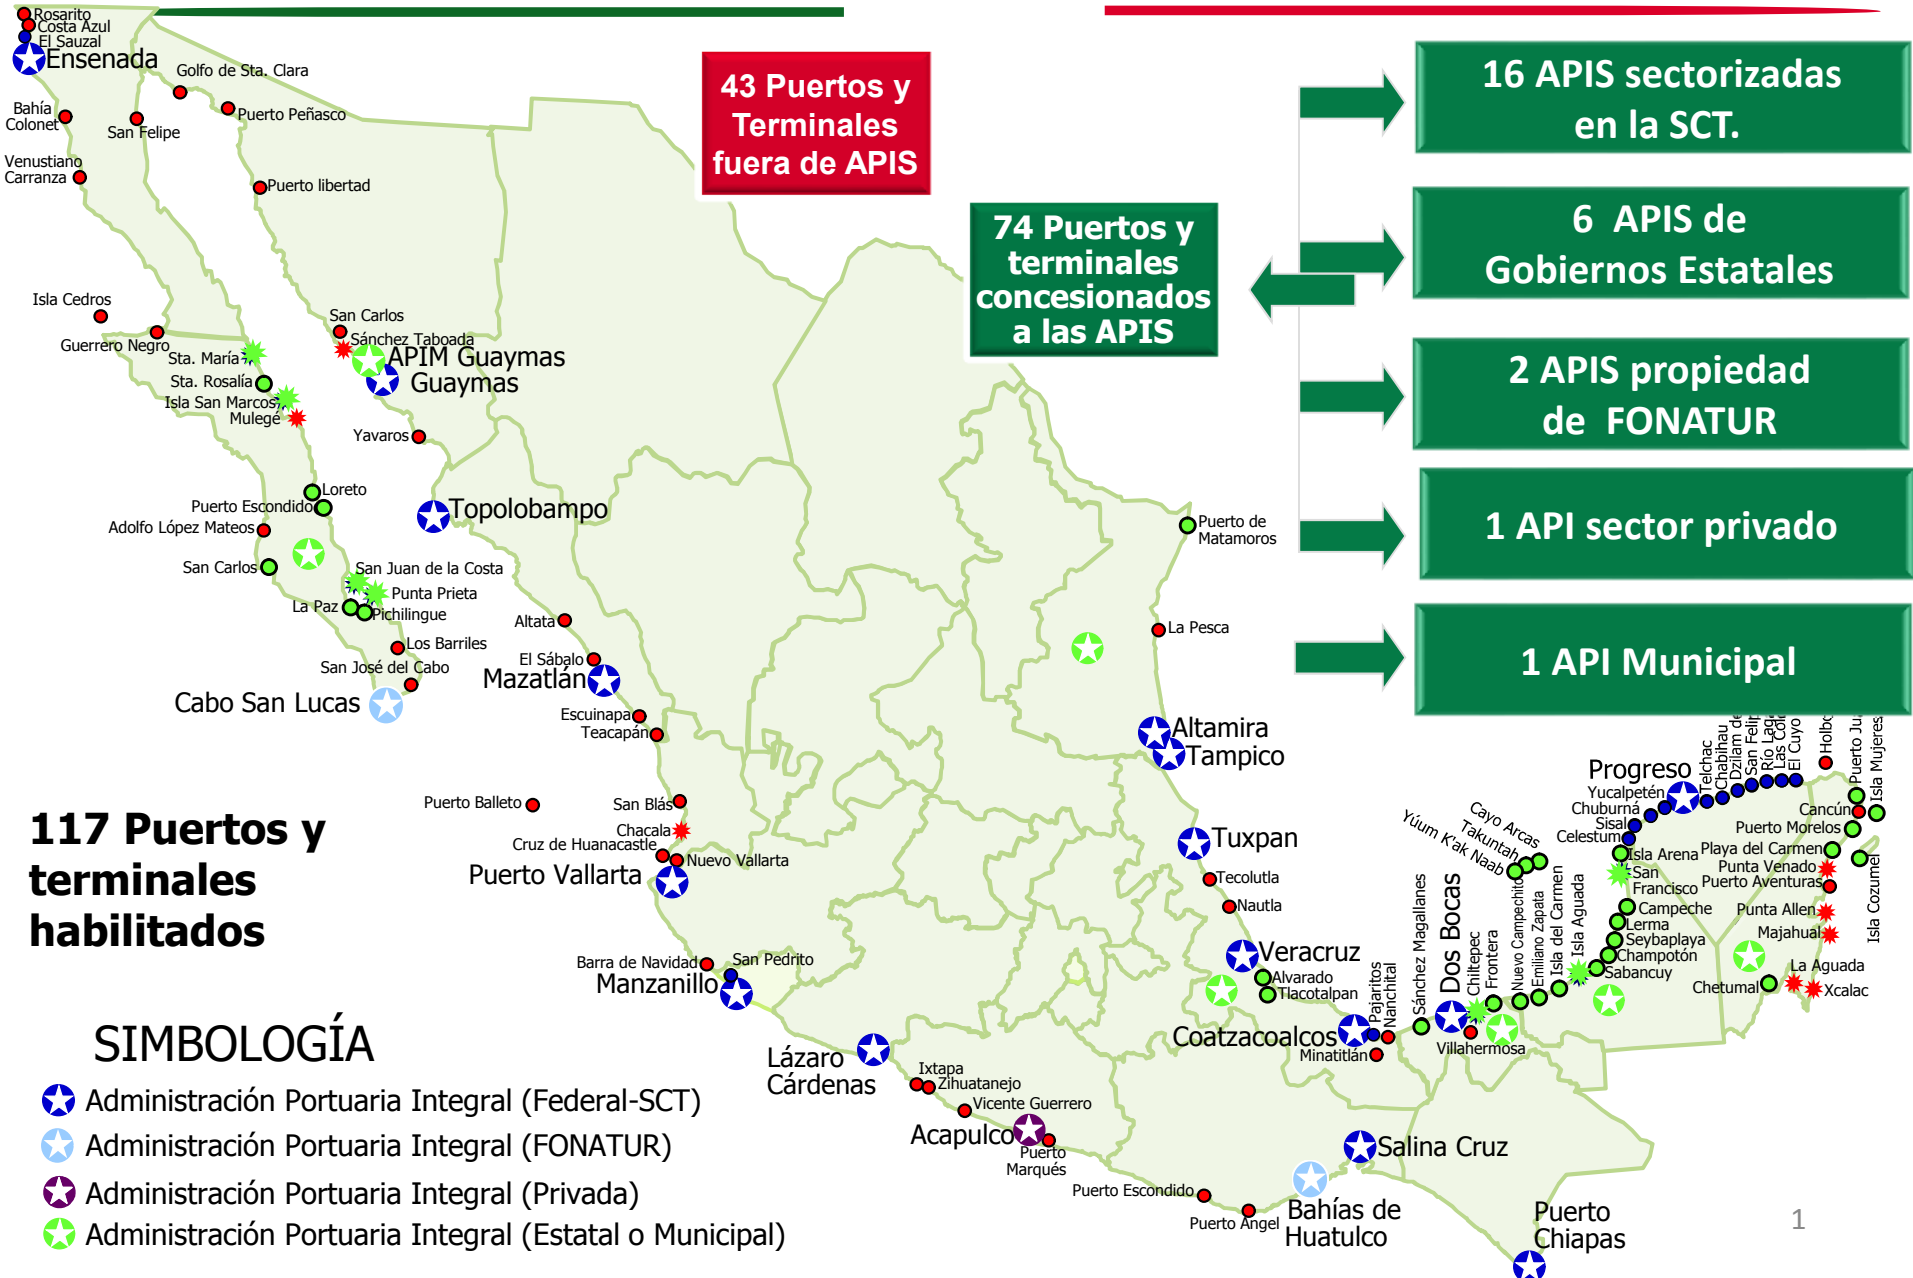 Rosarito
Costa Azul
El Sauzal
Ensenada
Golfo de Sta. Clara
Puerto Peñasco
Bahía
Colonet
San Felipe
Venustiano
Carranza
Puerto libertad
43 Puertos y
Terminales
fuera de APIS
74 Puertos y
terminales
concesionados
a las APIS
16 APIS sectorizadas
en la SCT.
6 APIS de
Gobiernos Estatales
2 APIS propiedad
de FONATUR
1 API sector privado
1 API Municipal
Isla Cedros
Guerrero Negro
San Carlos
Sánchez Taboada
APIM Guaymas
Guaymas
Sta. María
Sta. Rosalía
Isla San Marcos
Mulegé
Yavaros
Loreto
Puerto Escondido
Adolfo López Mateos
Topolobampo
San Carlos
San Juan de la Costa
Punta Prieta
La Paz
Pichilingue
Los Barriles
San José del Cabo
Cabo San Lucas
Puerto de
Matamoros
La Pesca
Altata
El Sábalo
Mazatlán
Escuinapa
Teacapán
Altamira
Tampico
Puerto Balleto
San Blás
Chacala
Cruz de Huanacastle
Nuevo Vallarta
Puerto Vallarta
Tuxpan
Tecolutla
Nautla
Veracruz
Alvarado
Tlacotalpan
Barra de Navidad
San Pedrito
Manzanillo
Lázaro
Cárdenas
Ixtapa
Zihuatanejo
Vicente Guerrero
Acapulco
Puerto
Marqués
Puerto Escondido
Puerto Angel
Bahías de
Huatulco
Salina Cruz
Puerto
Chiapas
Coatzacoalcos
Pajaritos
Nanchital
Minatitlán
Sánchez Magallanes
Dos Bocas
Chiltepec
Frontera
Villahermosa
Nuevo Campechito
Emiliano Zapata
Isla del Carmen
Isla Aguada
Yúum K'ak Naab
Takuntah
Cayo Arcas
Sabancuy
Champotón
Seybaplaya
Lerma
Campeche
San
Francisco
Isla Arena
Celestum
Sisal
Chuburná
Yucalpetén
Progreso
Telchac
Chabihau
Dzilam de
San Felip
Río Lag
Las Colo
El Cuyo
Holbo
Puerto Ju
Isla Mujeres
Cancún
Puerto Morelos
Playa del Carmen
Punta Venado
Puerto Aventuras
Isla Cozumel
Punta Allen
Majahual
La Aguada
Chetumal
Xcalac
117 Puertos y
terminales
habilitados
SIMBOLOGÍA
Administración Portuaria Integral (Federal-SCT)
Administración Portuaria Integral (FONATUR)
Administración Portuaria Integral (Privada)
Administración Portuaria Integral (Estatal o Municipal)
1